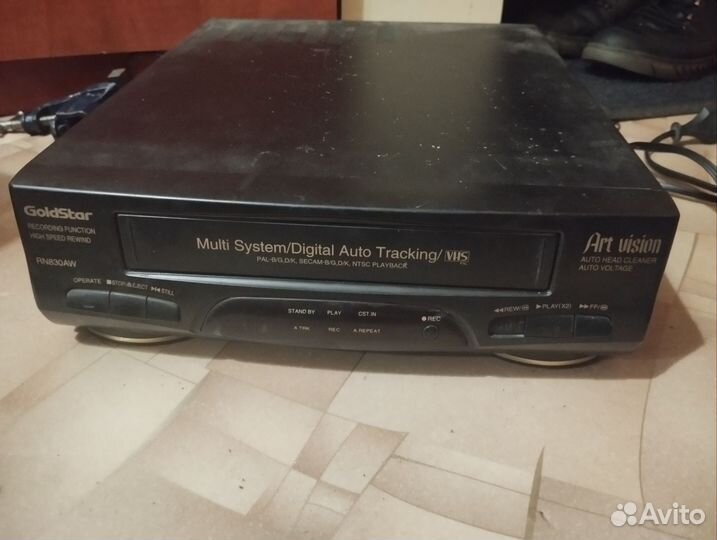 GoldStar
RECORDING FUNCTION
HIGH SPEED REWIND
RN830AW
OPERATE ■STOP/≜EJECT ▶|◀STILL
Multi System/Digital Auto Tracking/VHS
PAL-B/G,D/K, SECAM-B/G,D/K, NTSC PLAYBACK
STAND BY PLAY CST.IN
A.TRK REC A.REPEAT
●REC
Art vision
AUTO HEAD CLEANER
AUTO VOLTAGE
◀◀REW/ ▶PLAY(X2) ▶▶FF/
Avito